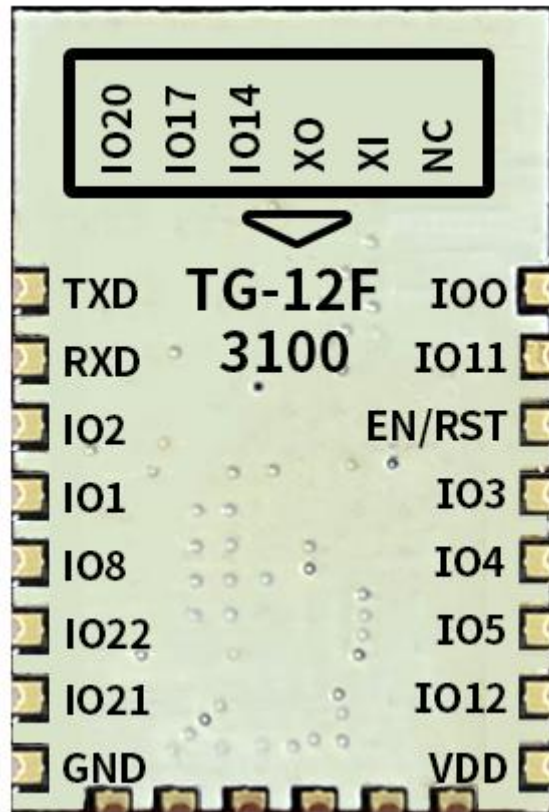 IO20 IO17 IO14 XO XI NC
TG-12F
3100
TXD IO0
RXD IO11
IO2 EN/RST
IO1 IO3
IO8 IO4
IO22 IO5
IO21 IO12
GND VDD